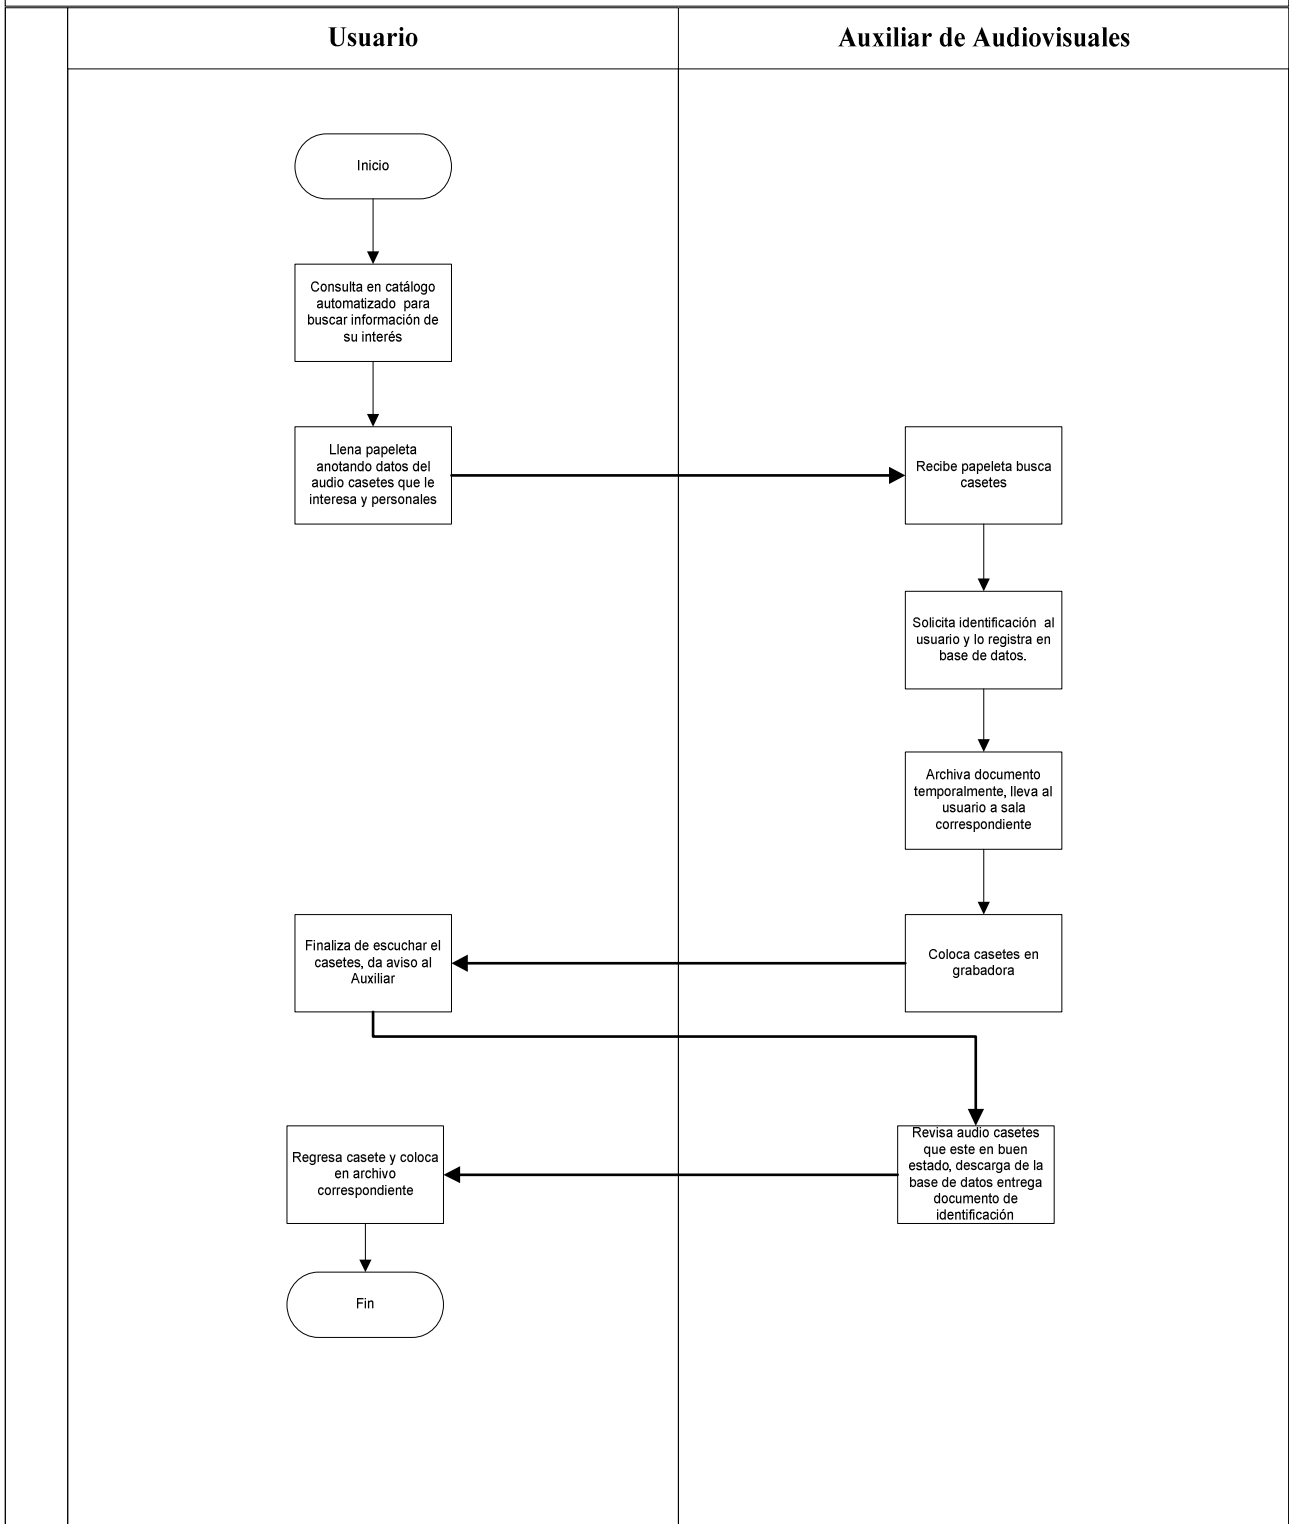 Usuario
Auxiliar de Audiovisuales
Inicio
Consulta en catálogo
automatizado  para
buscar información de
su interés
Llena papeleta
anotando datos del
audio casetes que le
interesa y personales
Recibe papeleta busca
casetes
Solicita identificación  al
usuario y lo registra en
base de datos.
Archiva documento
temporalmente, lleva al
usuario a sala
correspondiente
Coloca casetes en
grabadora
Finaliza de escuchar el
casetes, da aviso al
Auxiliar
Revisa audio casetes
que este en buen
estado, descarga de la
base de datos entrega
documento de
identificación
Regresa casete y coloca
en archivo
correspondiente
Fin